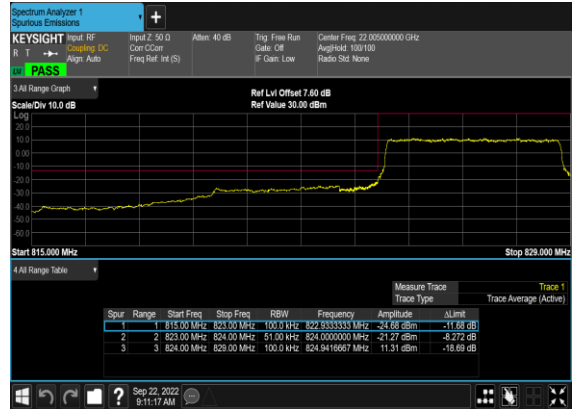 Spectrum Analyzer 1
Spurious Emissions
KEYSIGHT Input: RF Input Z: 50 Ω Atten: 40 dB Trig: Free Run Center Freq: 22.005000000 GHz
R T Coupling: DC Corr CCorr Gate: Off Avg|Hold: 100/100
Align: Auto Freq Ref: Int (S) IF Gain: Low Radio Std: None
PASS
3 All Range Graph
Ref Lvl Offset 7.60 dB
Scale/Div 10.0 dB Ref Value 30.00 dBm
Log
20.0
10.0
0.00
-10.0
-20.0
-30.0
-40.0
-50.0
-60.0
Start 815.000 MHz Stop 829.000 MHz
4 All Range Table
Measure Trace Trace 1
Trace Type Trace Average (Active)
Spur Range Start Freq Stop Freq RBW Frequency Amplitude ΔLimit
1 1 815.00 MHz 823.00 MHz 100.0 kHz 822.9333333 MHz -24.68 dBm -11.68 dB
2 2 823.00 MHz 824.00 MHz 51.00 kHz 824.0000000 MHz -21.27 dBm -8.272 dB
3 3 824.00 MHz 829.00 MHz 100.0 kHz 824.9416667 MHz 11.31 dBm -18.69 dB
? Sep 22, 2022
9:11:17 AM